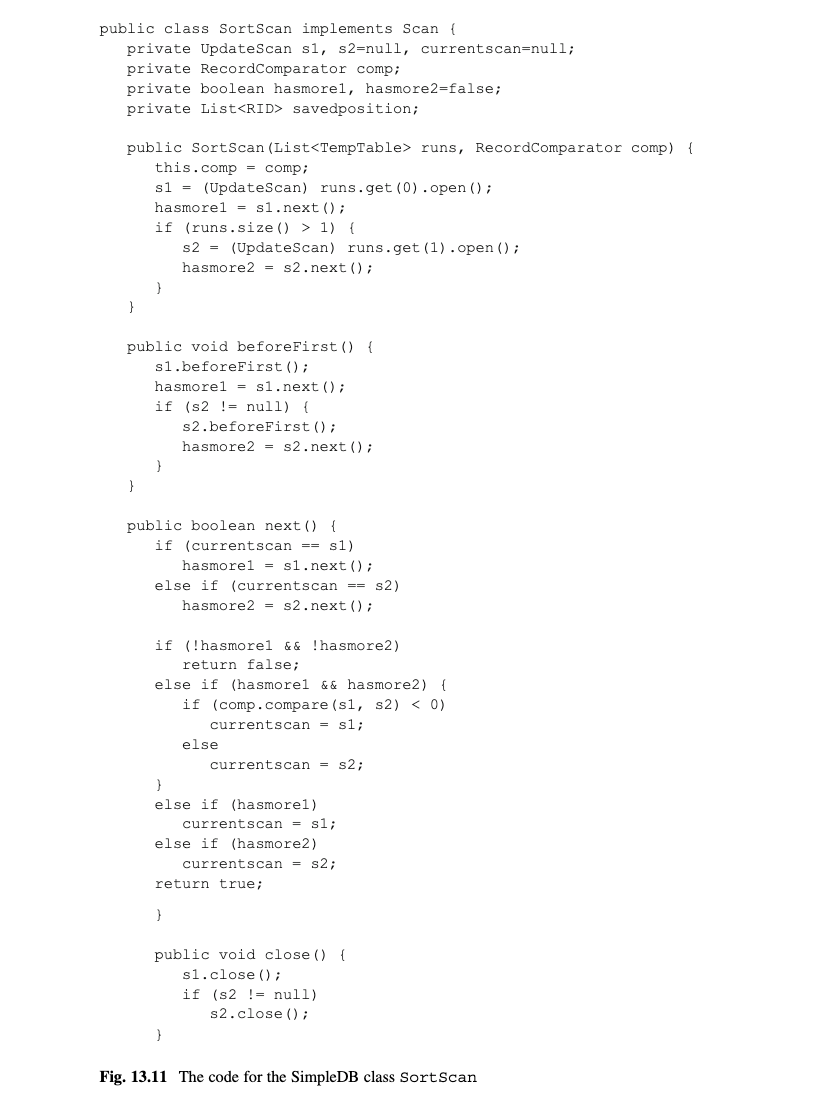 public class SortScan implements Scan {
   private UpdateScan s1, s2=null, currentscan=null;
   private RecordComparator comp;
   private boolean hasmore1, hasmore2=false;
   private List<RID> savedposition;

   public SortScan(List<TempTable> runs, RecordComparator comp) {
      this.comp = comp;
      s1 = (UpdateScan) runs.get(0).open();
      hasmore1 = s1.next();
      if (runs.size() > 1) {
         s2 = (UpdateScan) runs.get(1).open();
         hasmore2 = s2.next();
      }
   }

   public void beforeFirst() {
      s1.beforeFirst();
      hasmore1 = s1.next();
      if (s2 != null) {
         s2.beforeFirst();
         hasmore2 = s2.next();
      }
   }

   public boolean next() {
      if (currentscan == s1)
         hasmore1 = s1.next();
      else if (currentscan == s2)
         hasmore2 = s2.next();

      if (!hasmore1 && !hasmore2)
         return false;
      else if (hasmore1 && hasmore2) {
         if (comp.compare(s1, s2) < 0)
            currentscan = s1;
         else
            currentscan = s2;
      }
      else if (hasmore1)
         currentscan = s1;
      else if (hasmore2)
         currentscan = s2;
      return true;
      }

      public void close() {
         s1.close();
         if (s2 != null)
            s2.close();
      }

Fig. 13.11 The code for the SimpleDB class SortScan